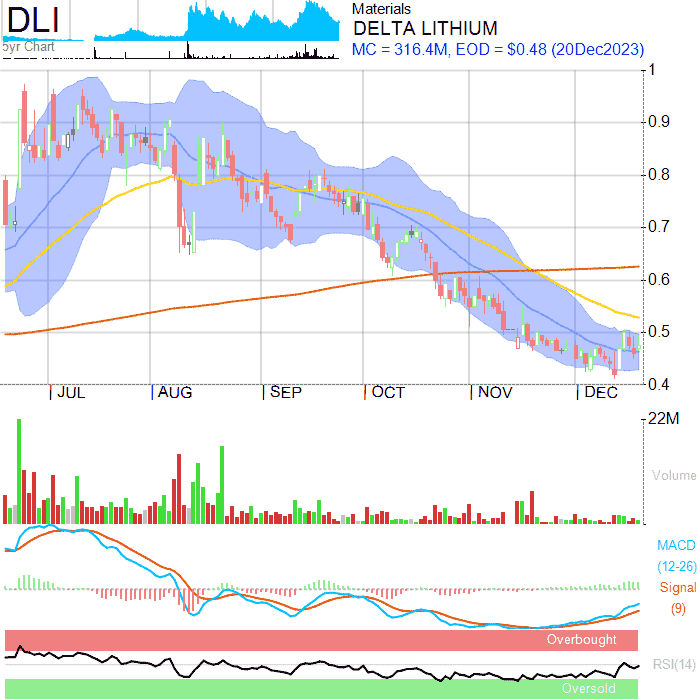 DLI
Materials
DELTA LITHIUM
5yr Chart
MC = 316.4M, EOD = $0.48 (20Dec2023)
1
0.9
0.8
0.7
0.6
0.5
0.4
JUL AUG SEP OCT NOV DEC
22M
Volume
MACD
(12-26)
Signal
(9)
Overbought
RSI(14)
Oversold